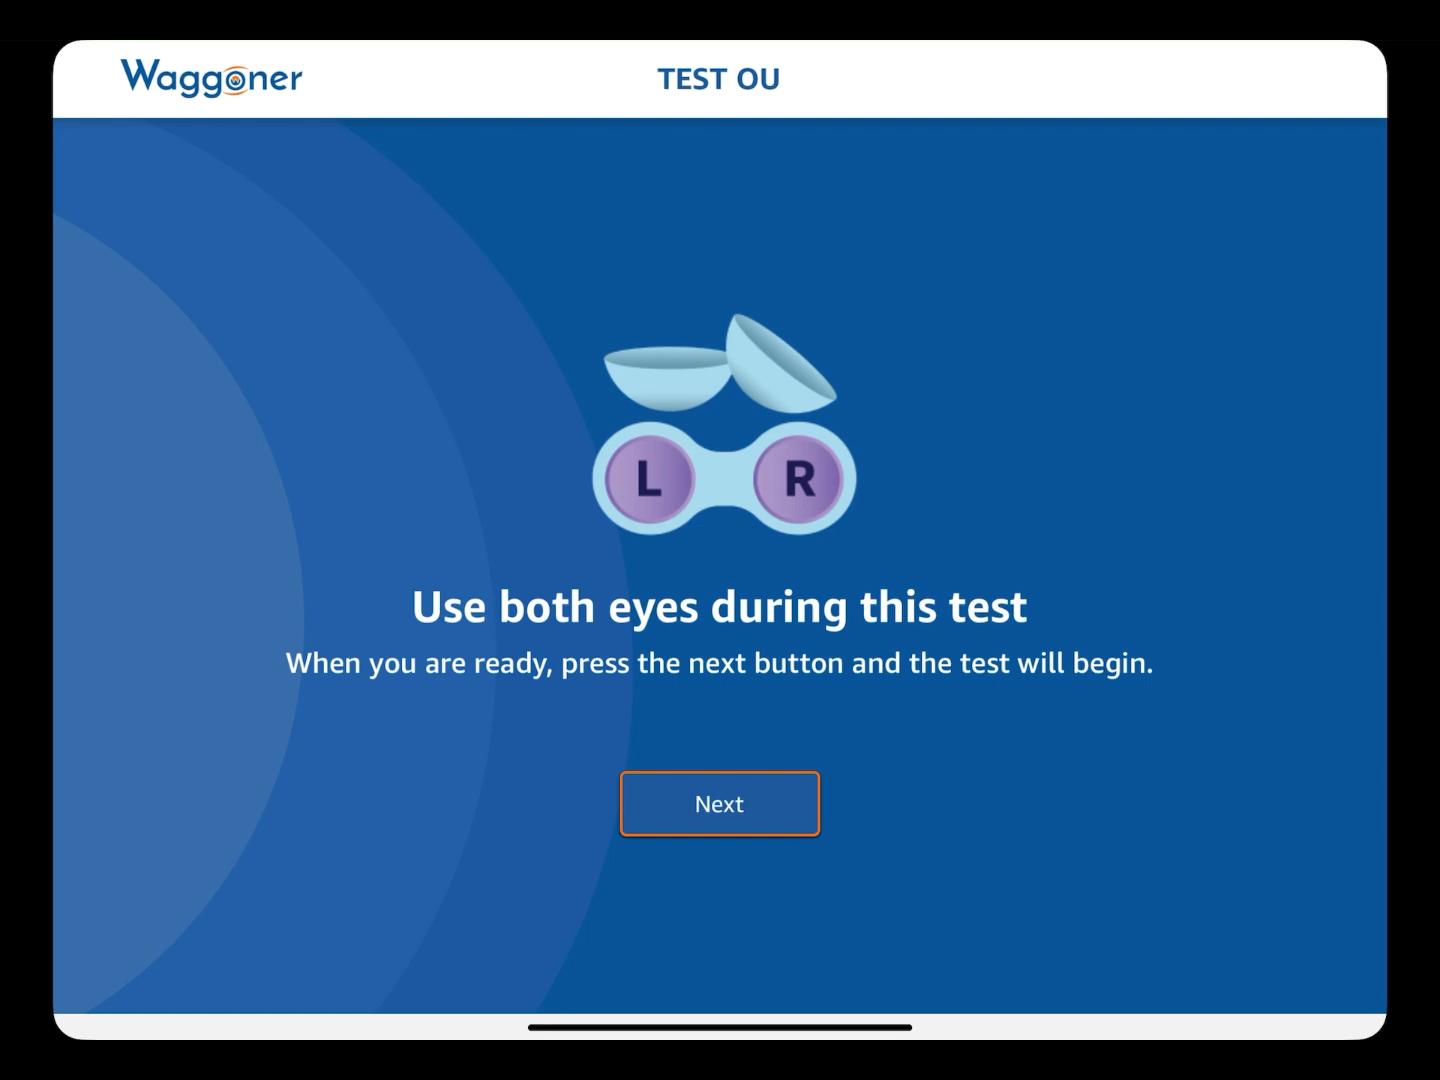 Waggoner
TEST OU
L
R
Use both eyes during this test
When you are ready, press the next button and the test will begin.
Next